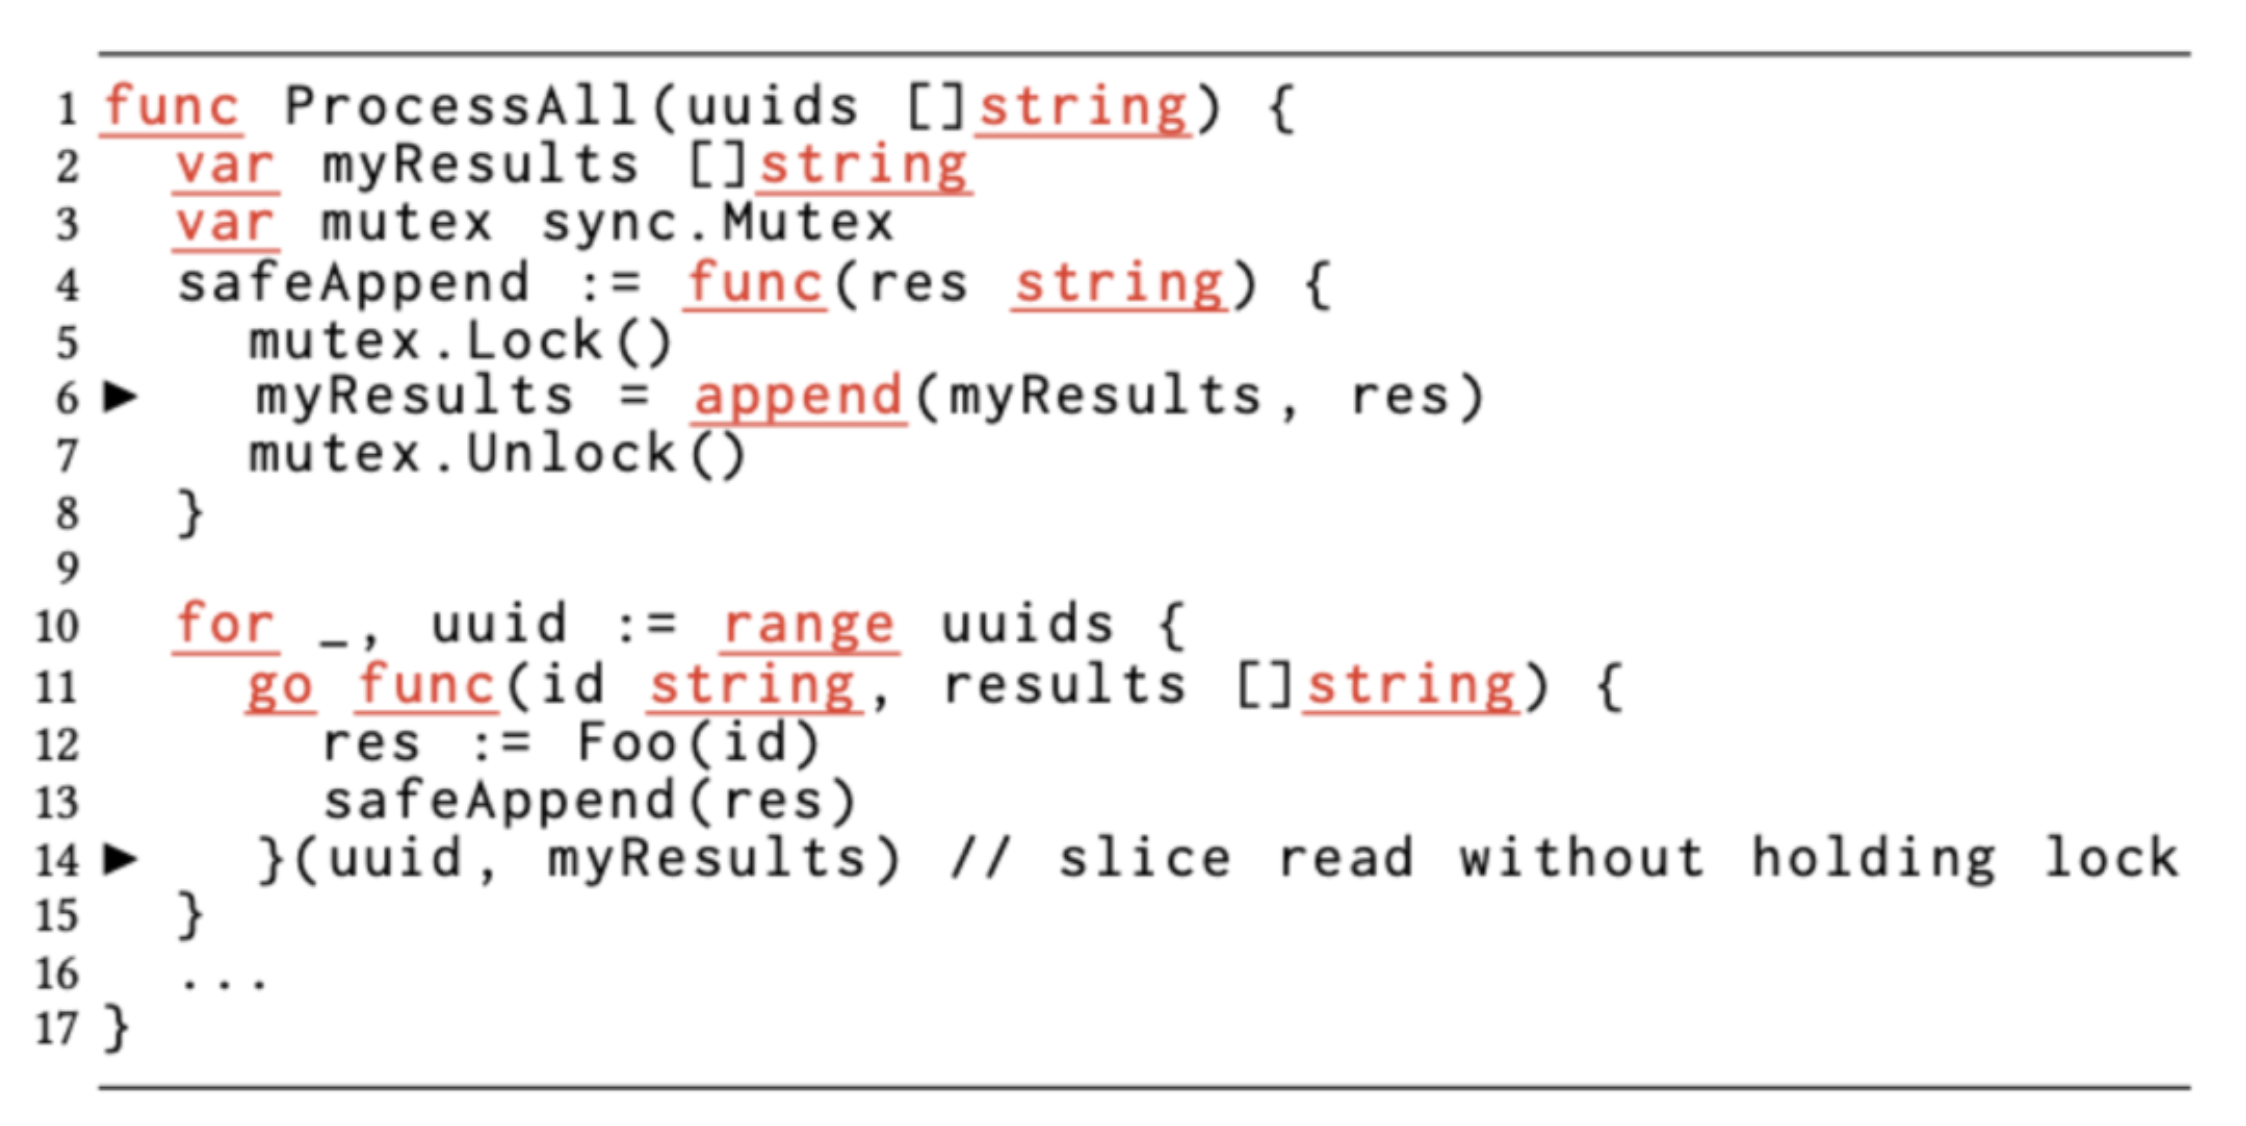 1 func ProcessAll(uuids []string) {
2   var myResults []string
3   var mutex sync.Mutex
4   safeAppend := func(res string) {
5     mutex.Lock()
6 ▶   myResults = append(myResults, res)
7     mutex.Unlock()
8   }
9
10   for _, uuid := range uuids {
11     go func(id string, results []string) {
12       res := Foo(id)
13       safeAppend(res)
14 ▶   }(uuid, myResults) // slice read without holding lock
15   }
16   ...
17 }